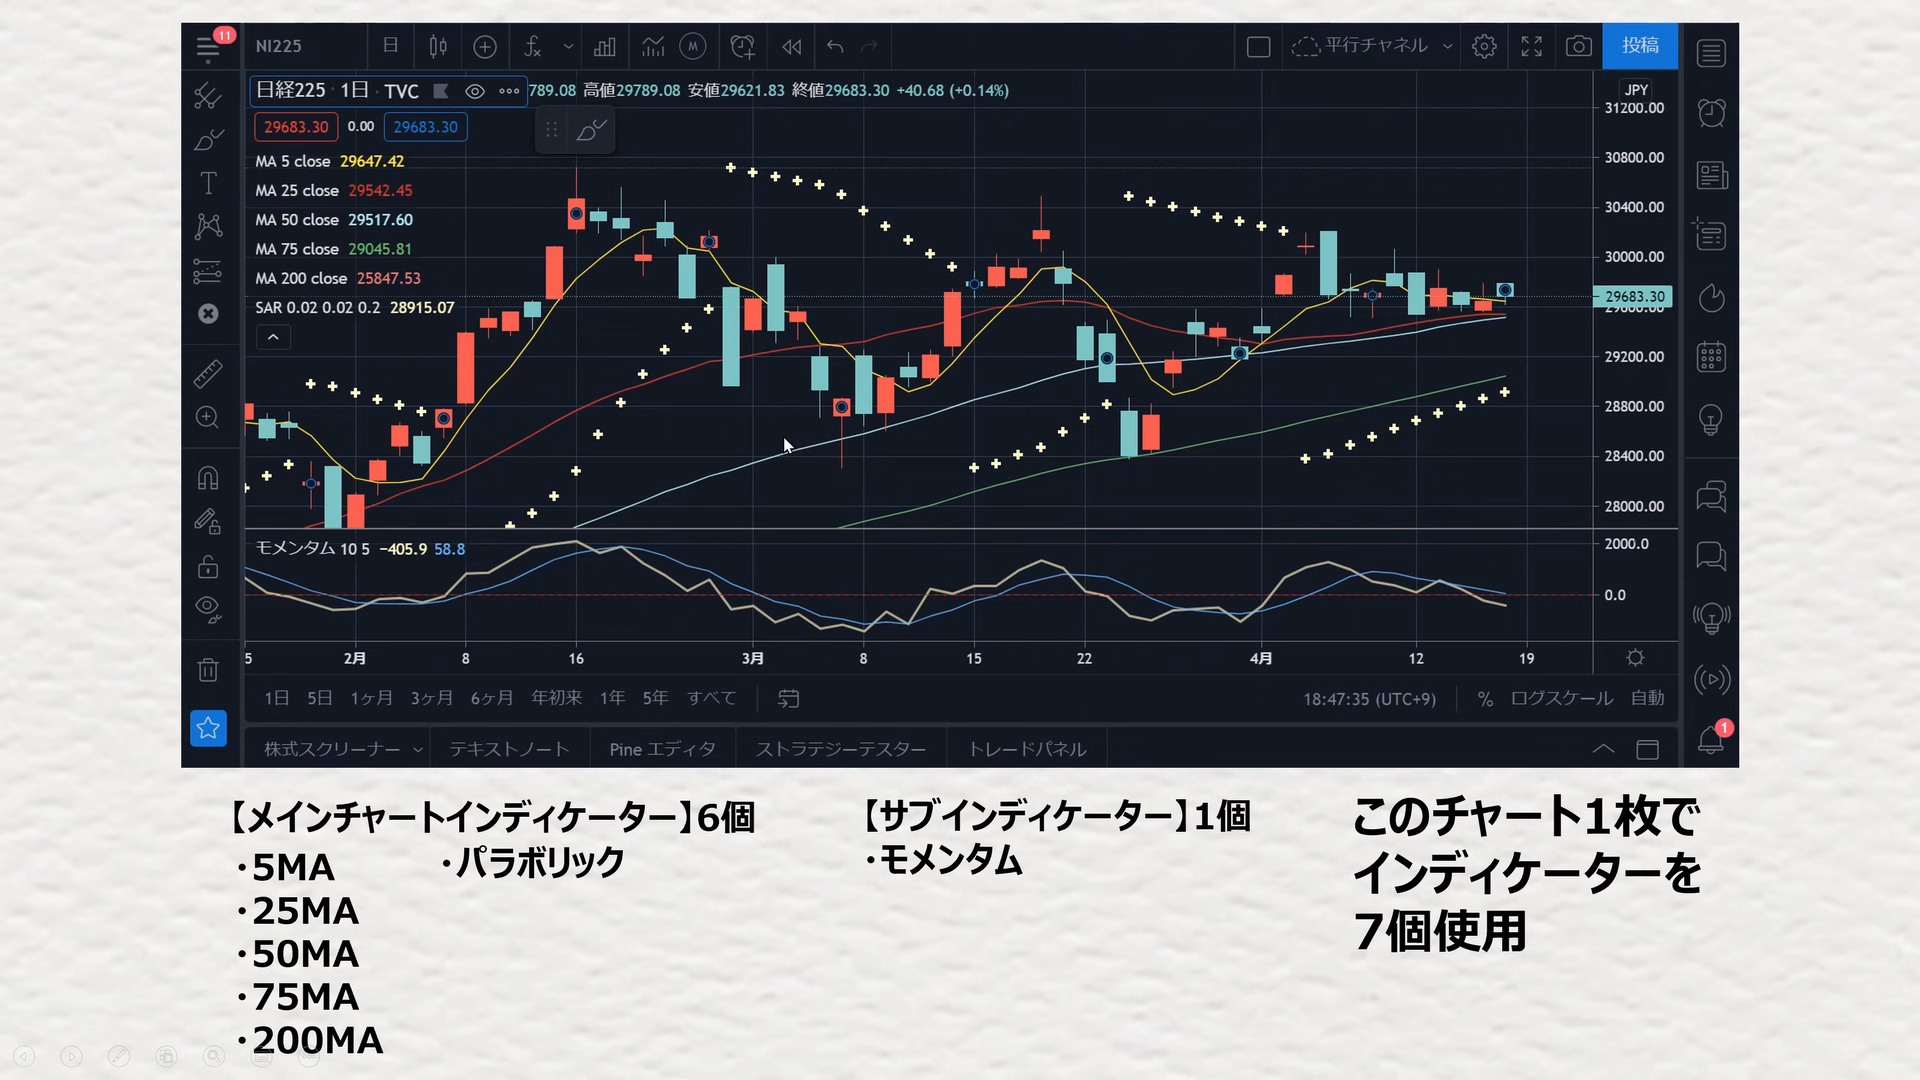 11
NI225 日
平行チャネル 投稿
日経225・1日・TVC 789.08 高値29789.08 安値29621.83 終値29683.30 +40.68 (+0.14%)
29683.30 0.00 29683.30
MA 5 close 29647.42
MA 25 close 29542.45
MA 50 close 29517.60
MA 75 close 29045.81
MA 200 close 25847.53
SAR 0.02 0.02 0.2 28915.07
JPY
31200.00
30800.00
30400.00
30000.00
29683.30
29600.00
29200.00
28800.00
28400.00
28000.00
モメンタム 10 5 −405.9 58.8
2000.0
0.0
5 2月 8 16 3月 8 15 22 4月 12 19
1日 5日 1ヶ月 3ヶ月 6ヶ月 年初来 1年 5年 すべて 18:47:35 (UTC+9) % ログスケール 自動
株式スクリーナー テキストノート Pine エディタ ストラテジーテスター トレードパネル
1
【メインチャートインディケーター】6個
・5MA ・パラボリック
・25MA
・50MA
・75MA
・200MA
【サブインディケーター】1個
・モメンタム
このチャート1枚で
インディケーターを
7個使用